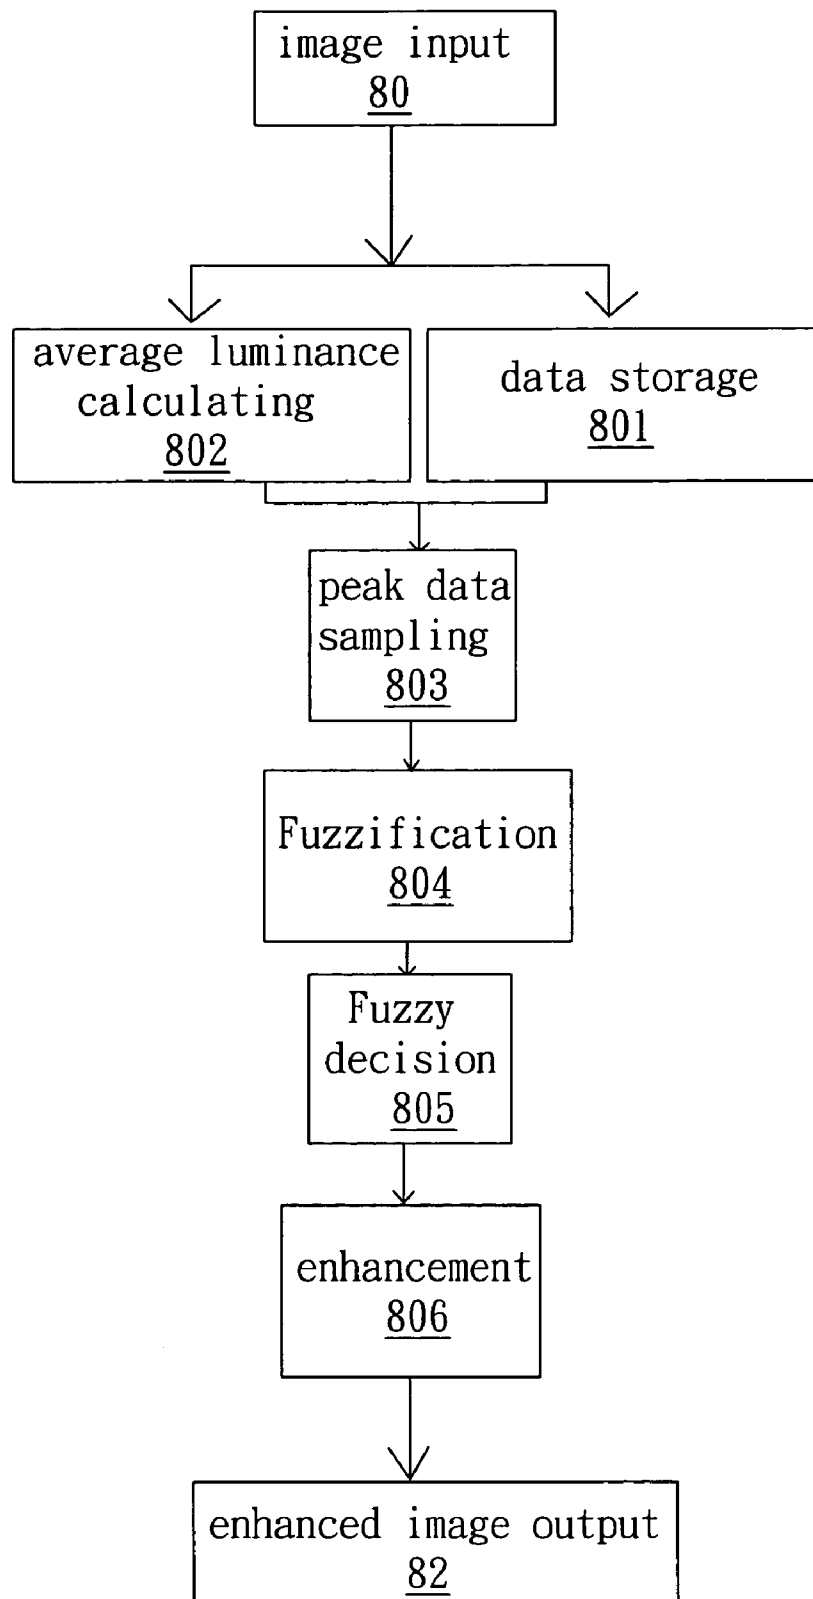 image input
80
average luminance
calculating
802
data storage
801
peak data
sampling
803
Fuzzification
804
Fuzzy
decision
805
enhancement
806
enhanced image output
82